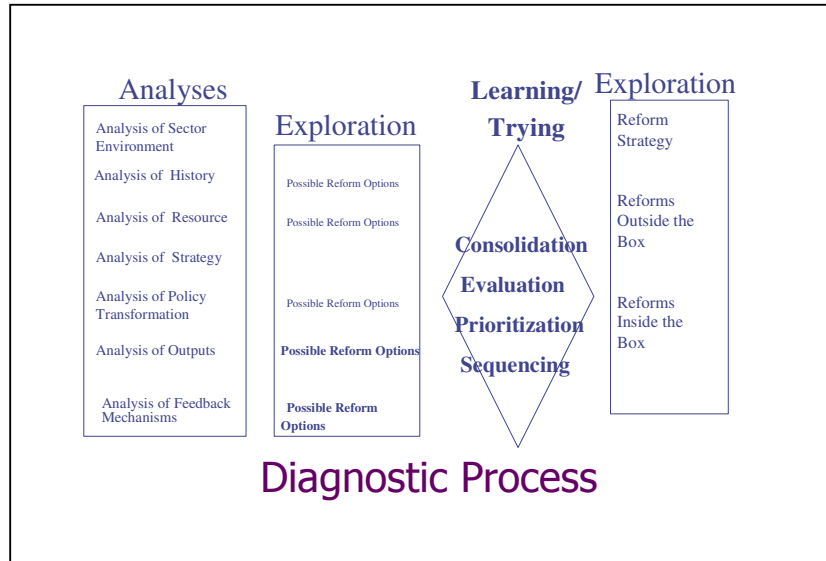 Analyses
Analysis of Sector
Environment
Analysis of  History
Analysis of  Resource
Analysis of  Strategy
Analysis of Policy
Transformation
Analysis of Outputs
Analysis of Feedback
Mechanisms
Exploration
Possible Reform Options
Possible Reform Options
Possible Reform Options
Possible Reform Options
Possible Reform
Options
Learning/
Trying
Consolidation
Evaluation
Prioritization
Sequencing
Exploration
Reform
Strategy
Reforms
Outside the
Box
Reforms
Inside the
Box
Diagnostic Process